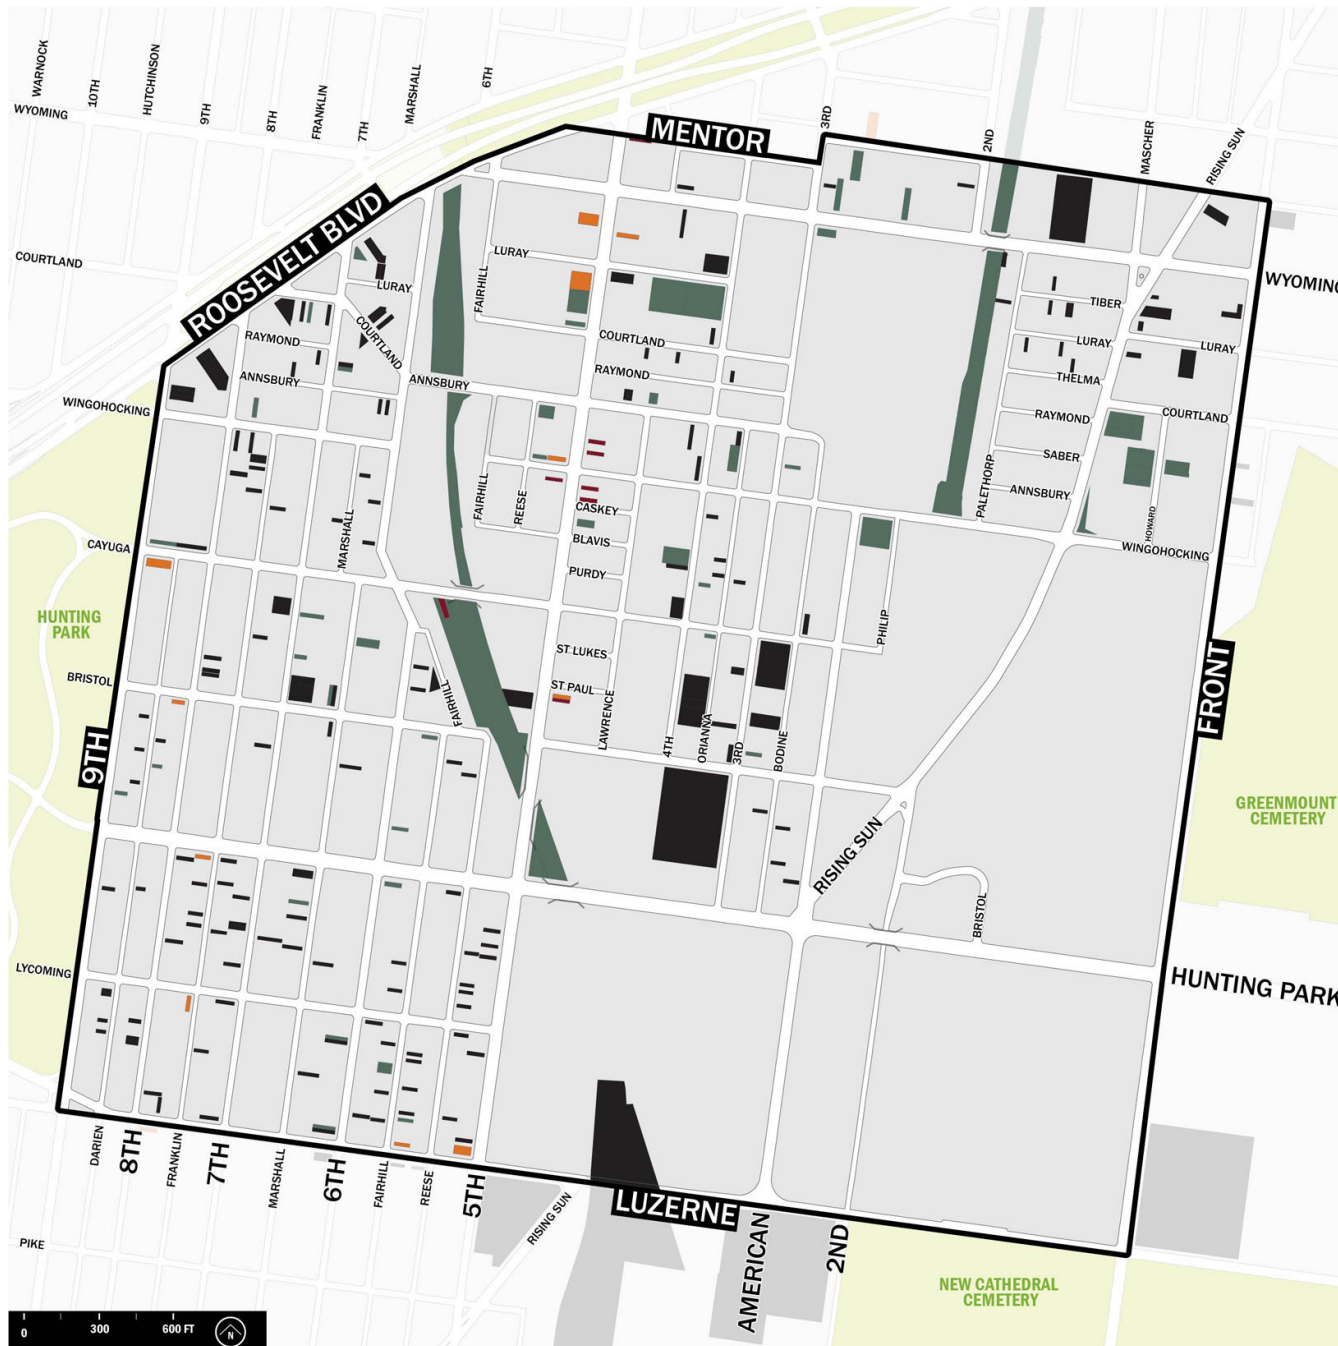 WARNOCK
10TH
HUTCHINSON
9TH
8TH
FRANKLIN
7TH
MARSHALL
6TH
3RD
2ND
MASCHER
RISING SUN
WYOMING
MENTOR
ROOSEVELT BLVD
COURTLAND
LURAY
LURAY
FAIRHILL
WYOMING
TIBER
RAYMOND
COURTLAND
COURTLAND
LURAY
LURAY
ANNSBURY
ANNSBURY
RAYMOND
THELMA
WINGOHOCKING
RAYMOND
COURTLAND
SABER
FAIRHILL
REESE
PALETHORP
ANNSBURY
CASKEY
HOWARD
MARSHALL
CAYUGA
BLAVIS
WINGOHOCKING
PURDY
HUNTING
PARK
PHILIP
ST LUKES
BRISTOL
ST PAUL
FAIRHILL
LAWRENCE
4TH
ORIANNA
3RD
BODINE
FRONT
9TH
GREENMOUNT
CEMETERY
RISING SUN
BRISTOL
LYCOMING
HUNTING PARK
DARIEN
8TH
FRANKLIN
7TH
MARSHALL
6TH
FAIRHILL
REESE
5TH
RISING SUN
LUZERNE
AMERICAN
2ND
PIKE
NEW CATHEDRAL
CEMETERY
0 300 600 FT N